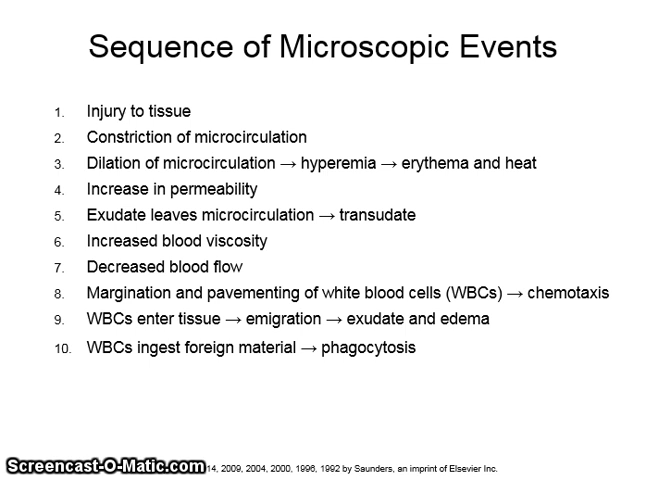 Sequence of Microscopic Events
1. Injury to tissue
2. Constriction of microcirculation
3. Dilation of microcirculation → hyperemia → erythema and heat
4. Increase in permeability
5. Exudate leaves microcirculation → transudate
6. Increased blood viscosity
7. Decreased blood flow
8. Margination and pavementing of white blood cells (WBCs) → chemotaxis
9. WBCs enter tissue → emigration → exudate and edema
10. WBCs ingest foreign material → phagocytosis
Screencast-O-Matic.com 14, 2009, 2004, 2000, 1996, 1992 by Saunders, an imprint of Elsevier Inc.